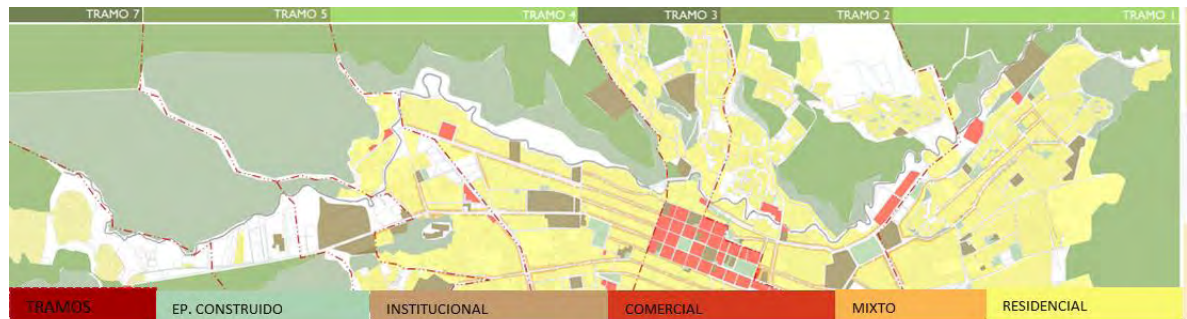 TRAMO 7 TRAMO 5 TRAMO 4 TRAMO 3 TRAMO 2 TRAMO 1
TRAMOS EP. CONSTRUIDO INSTITUCIONAL COMERCIAL MIXTO RESIDENCIAL